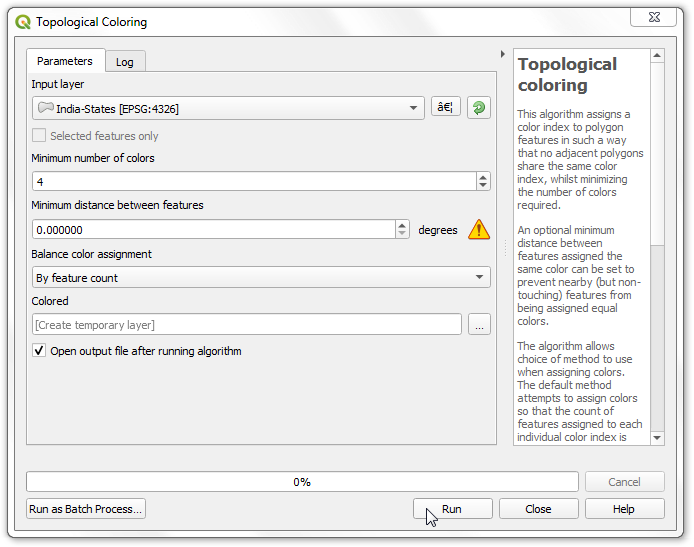 Topological Coloring
Parameters
Log
Input layer
India-States [EPSG:4326]
â€¦
Selected features only
Minimum number of colors
4
Minimum distance between features
0.000000
degrees
Balance color assignment
By feature count
Colored
[Create temporary layer]
...
Open output file after running algorithm
Topological
coloring
This algorithm assigns a
color index to polygon
features in such a way
that no adjacent polygons
share the same color
index, whilst minimizing
the number of colors
required.
An optional minimum
distance between
features assigned the
same color can be set to
prevent nearby (but non-
touching) features from
being assigned equal
colors.
The algorithm allows
choice of method to use
when assigning colors.
The default method
attempts to assign colors
so that the count of
features assigned to each
individual color index is
0%
Cancel
Run as Batch Process...
Run
Close
Help